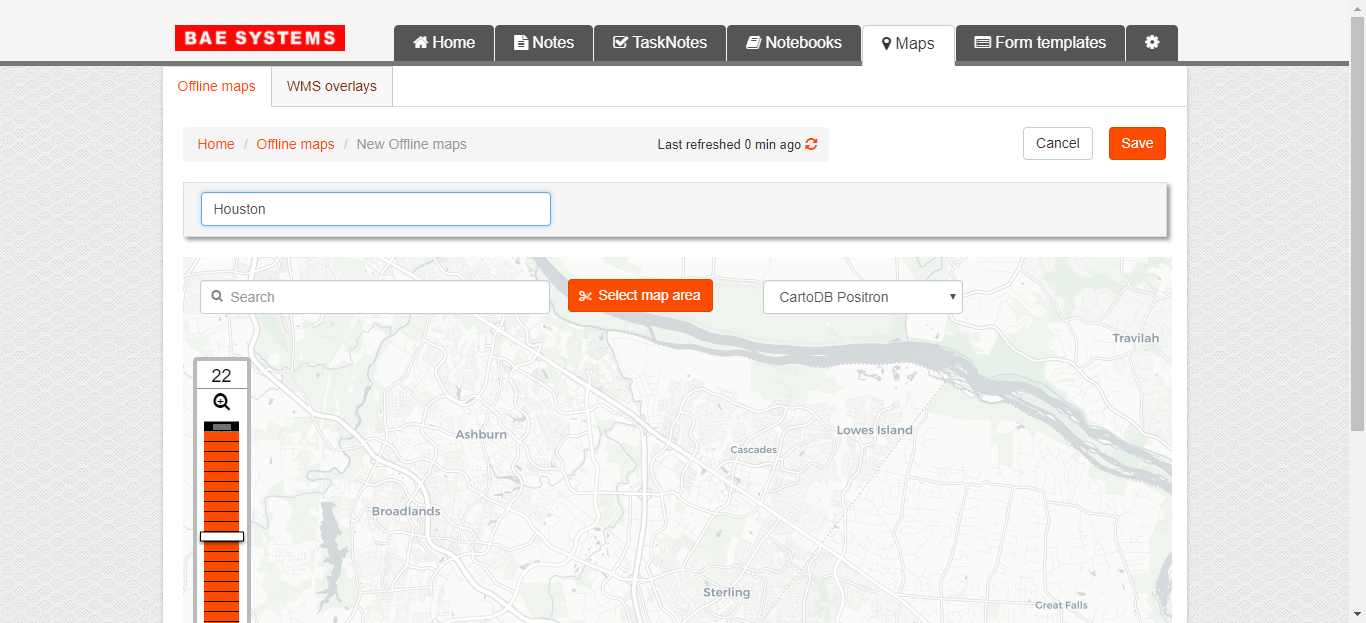 BAE SYSTEMS
Home
Notes
TaskNotes
Notebooks
Maps
Form templates
Offline maps
WMS overlays
Home / Offline maps / New Offline maps
Last refreshed 0 min ago
Cancel
Save
Houston
Search
Select map area
CartoDB Positron
Travilah
22
Lowes Island
Ashburn
Cascades
Broadlands
Sterling
Great Falls